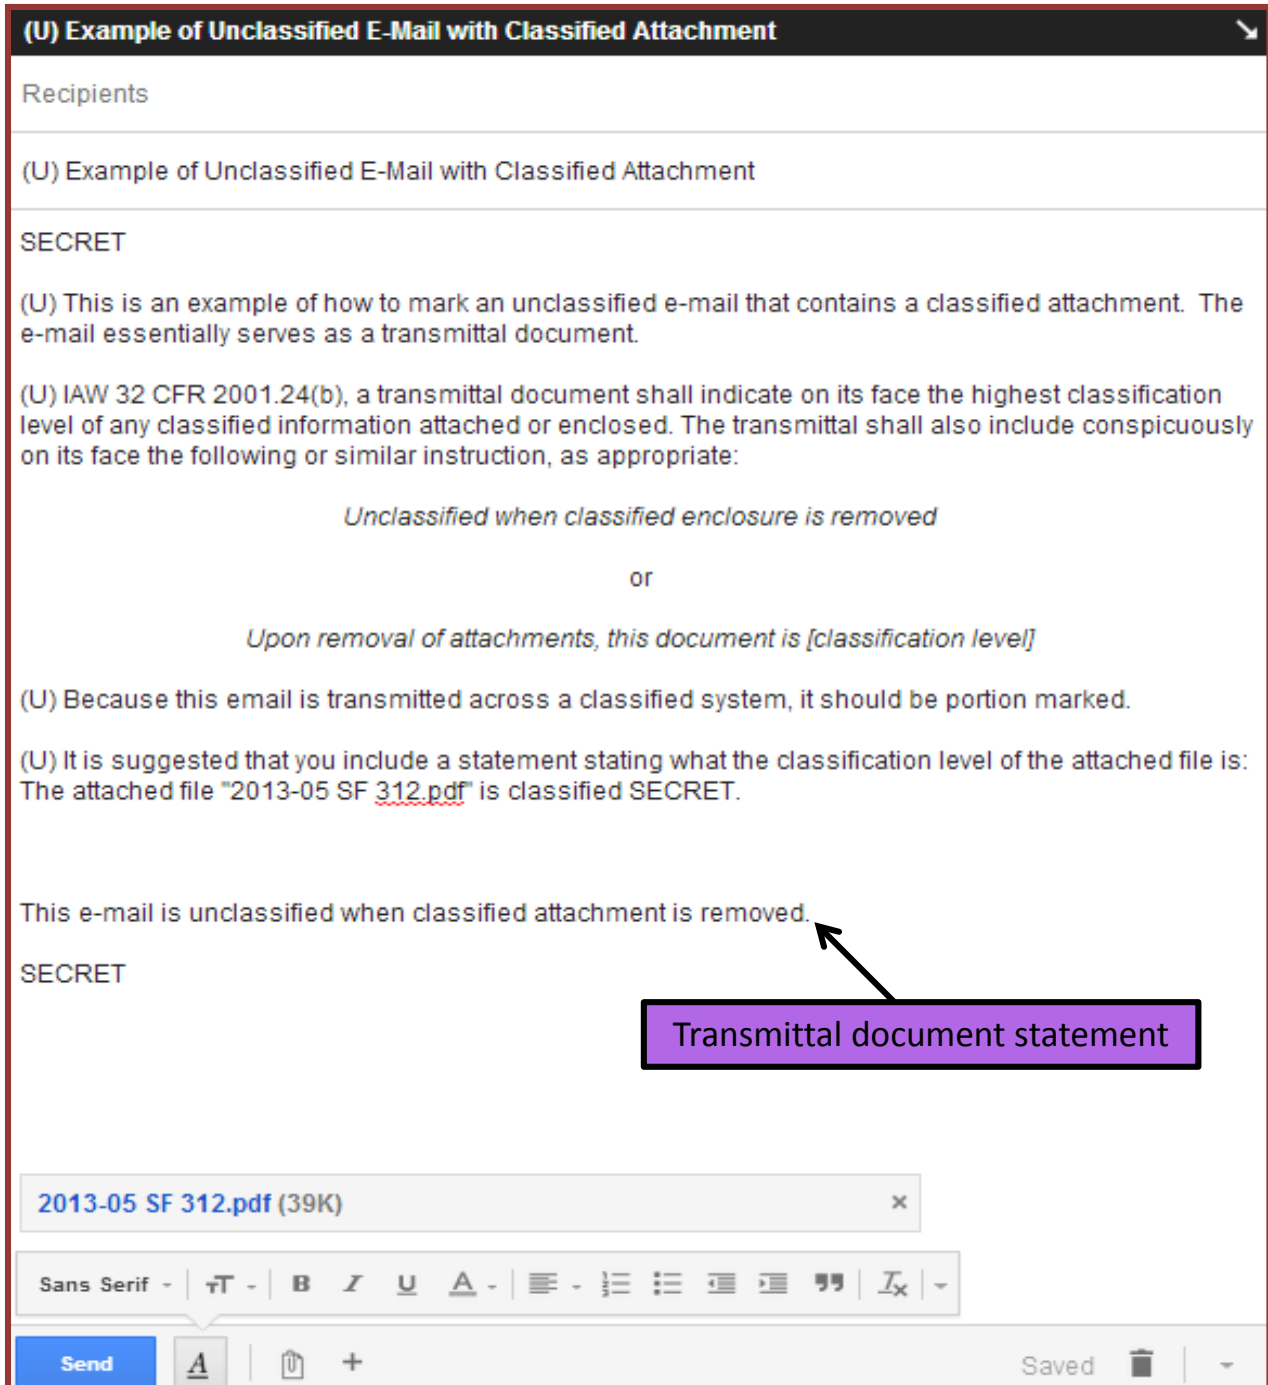 (U) Example of Unclassified E-Mail with Classified Attachment
Recipients
(U) Example of Unclassified E-Mail with Classified Attachment
SECRET
(U) This is an example of how to mark an unclassified e-mail that contains a classified attachment.  The
e-mail essentially serves as a transmittal document.
(U) IAW 32 CFR 2001.24(b), a transmittal document shall indicate on its face the highest classification
level of any classified information attached or enclosed. The transmittal shall also include conspicuously
on its face the following or similar instruction, as appropriate:
Unclassified when classified enclosure is removed
or
Upon removal of attachments, this document is [classification level]
(U) Because this email is transmitted across a classified system, it should be portion marked.
(U) It is suggested that you include a statement stating what the classification level of the attached file is:
The attached file "2013-05 SF 312.pdf" is classified SECRET.
This e-mail is unclassified when classified attachment is removed.
SECRET
Transmittal document statement
2013-05 SF 312.pdf (39K)
Sans Serif
Send
Saved